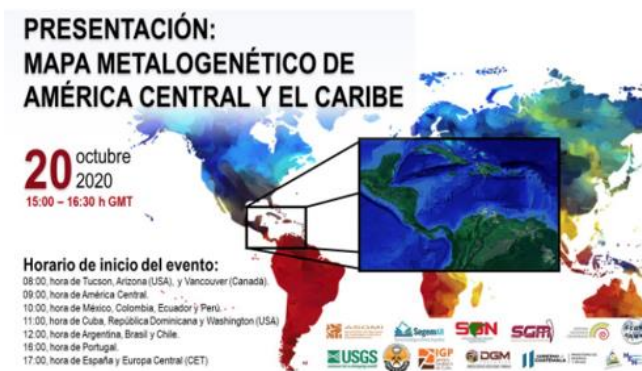 PRESENTACIÓN:
MAPA METALOGENÉTICO DE
AMÉRICA CENTRAL Y EL CARIBE
20 octubre
2020
15:00 – 16:30 h GMT
Horario de inicio del evento:
08:00, hora de Tucson, Arizona (USA), y Vancouver (Canadá).
09:00, hora de América Central.
10:00, hora de México, Colombia, Ecuador y Perú.
11:00, hora de Cuba, República Dominicana y Washington (USA)
12:00, hora de Argentina, Brasil y Chile.
16:00, hora de Portugal.
17:00, hora de España y Europa Central (CET)
ASGMI
SegemAR
SGN
SGM
USGS
IGP
DGM
GUATEMALA